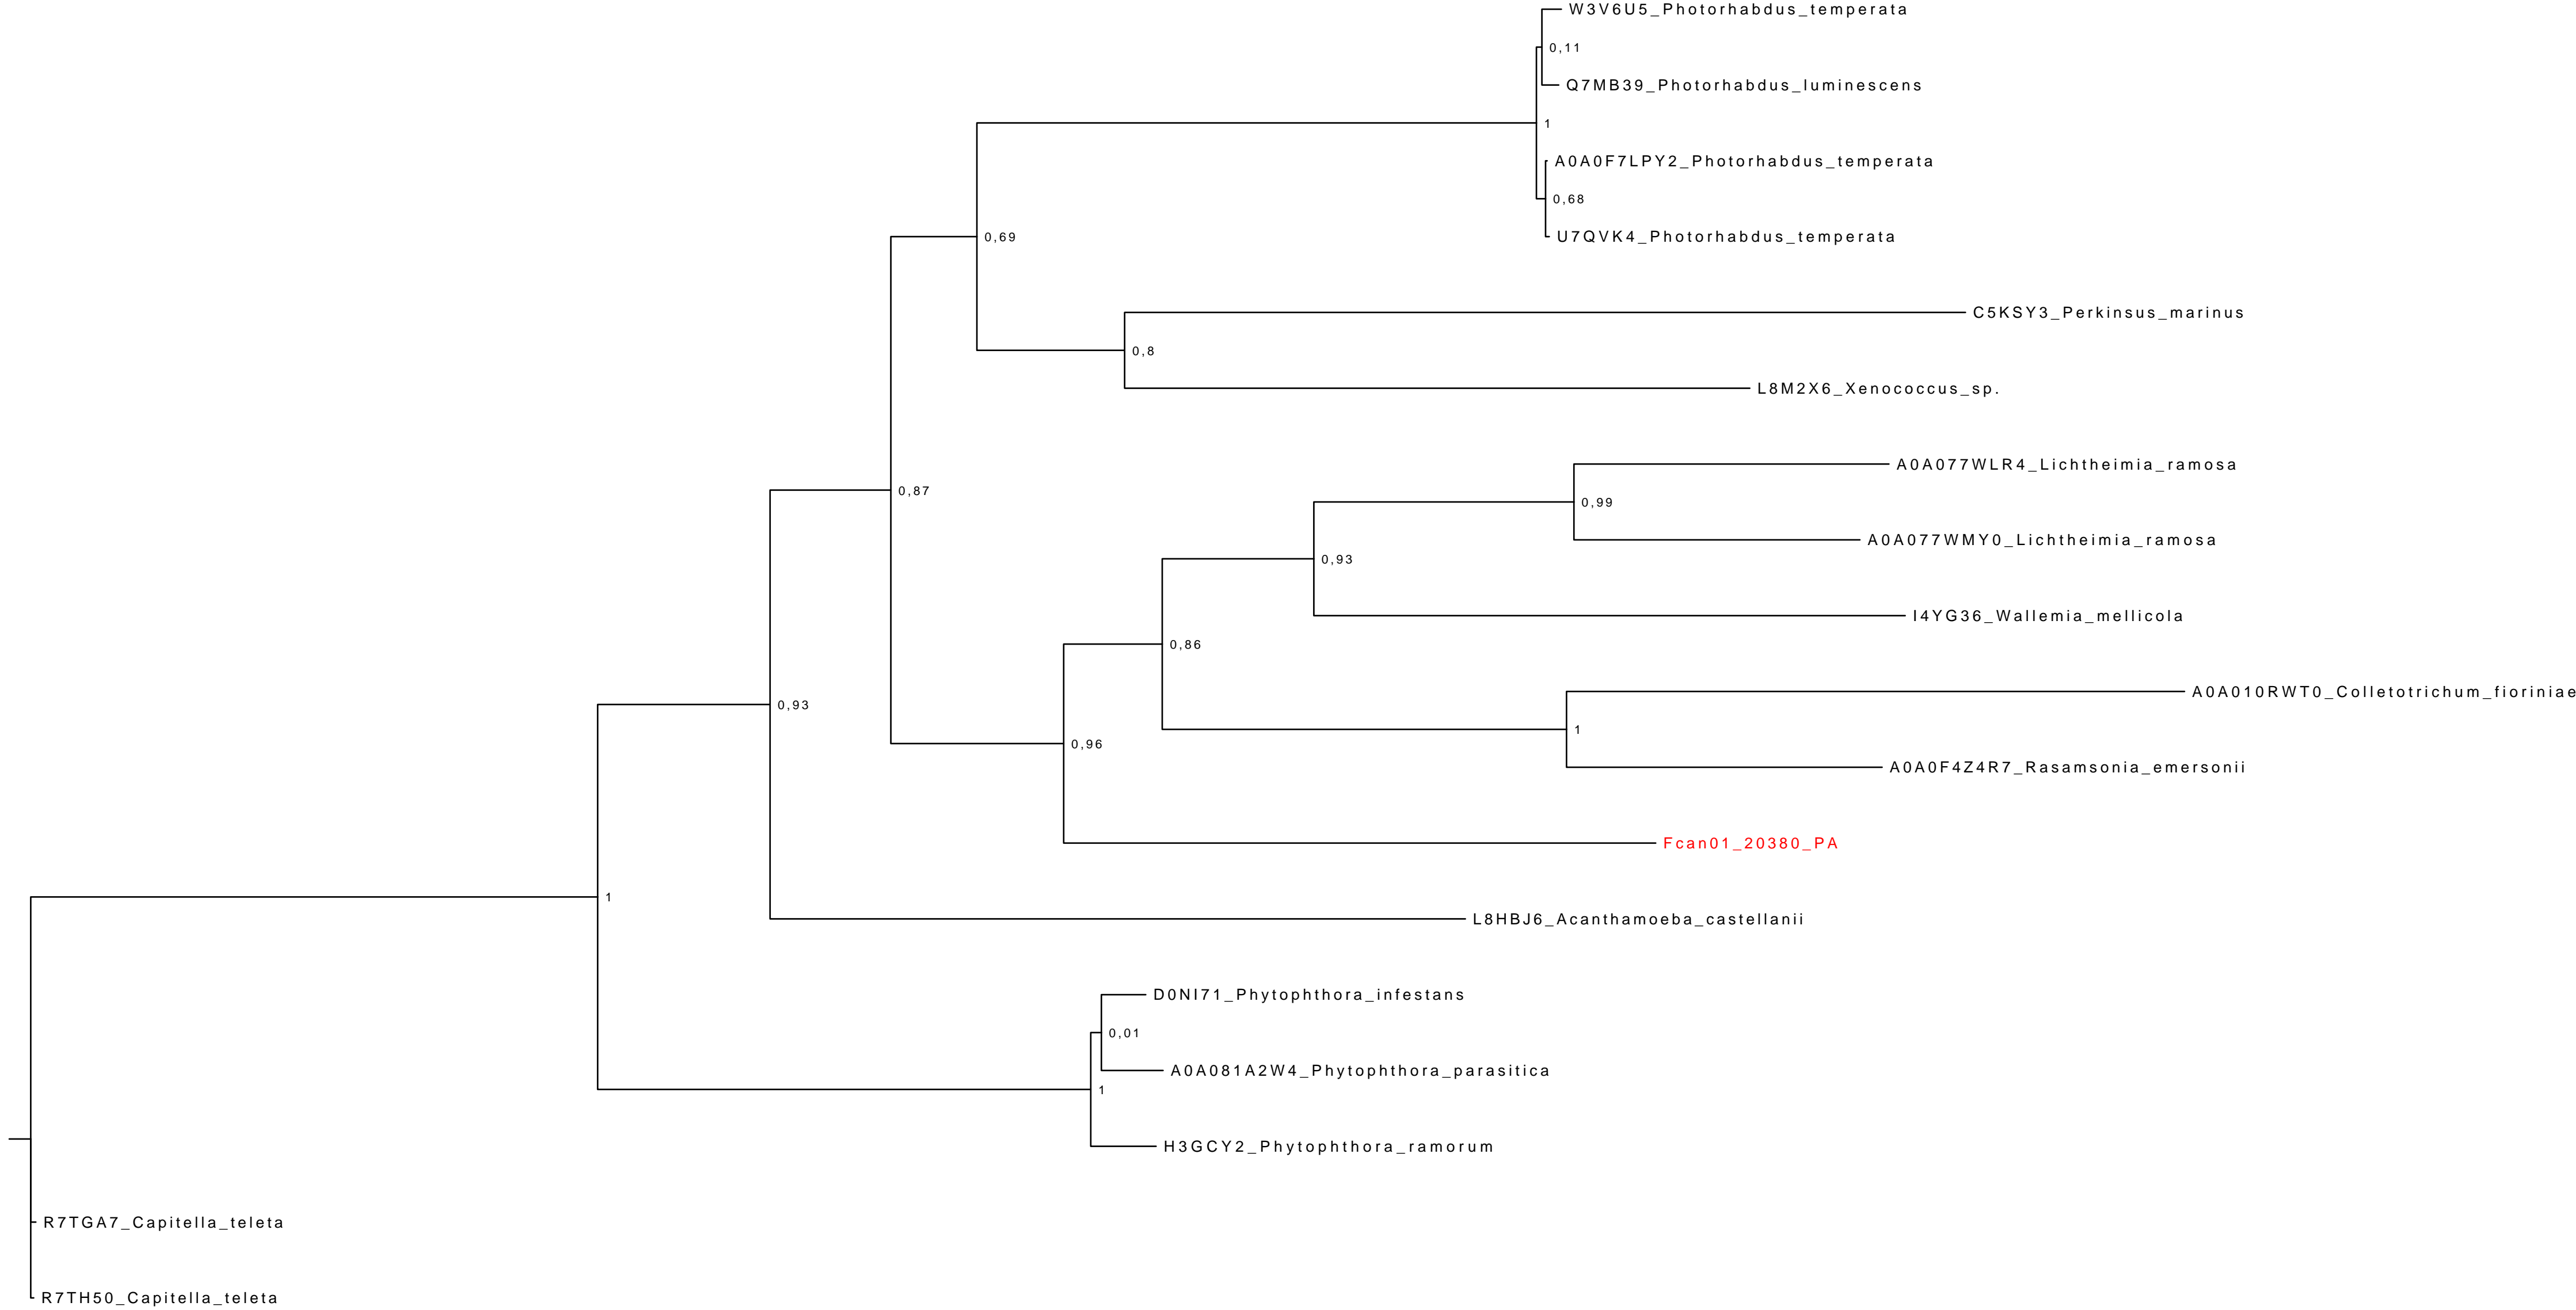 W3V6U5_Photorhabdus_temperata
0,11
Q7MB39_Photorhabdus_luminescens
1
A0A0F7LPY2_Photorhabdus_temperata
0,68
U7QVK4_Photorhabdus_temperata
0,69
C5KSY3_Perkinsus_marinus
0,8
L8M2X6_Xenococcus_sp.
A0A077WLR4_Lichtheimia_ramosa
0,87
0,99
A0A077WMY0_Lichtheimia_ramosa
0,93
I4YG36_Wallemia_mellicola
0,86
A0A010RWT0_Colletotrichum_fioriniae
0,93
1
0,96
A0A0F4Z4R7_Rasamsonia_emersonii
Fcan01_20380_PA
1
L8HBJ6_Acanthamoeba_castellanii
D0NI71_Phytophthora_infestans
0,01
A0A081A2W4_Phytophthora_parasitica
1
H3GCY2_Phytophthora_ramorum
R7TGA7_Capitella_teleta
R7TH50_Capitella_teleta